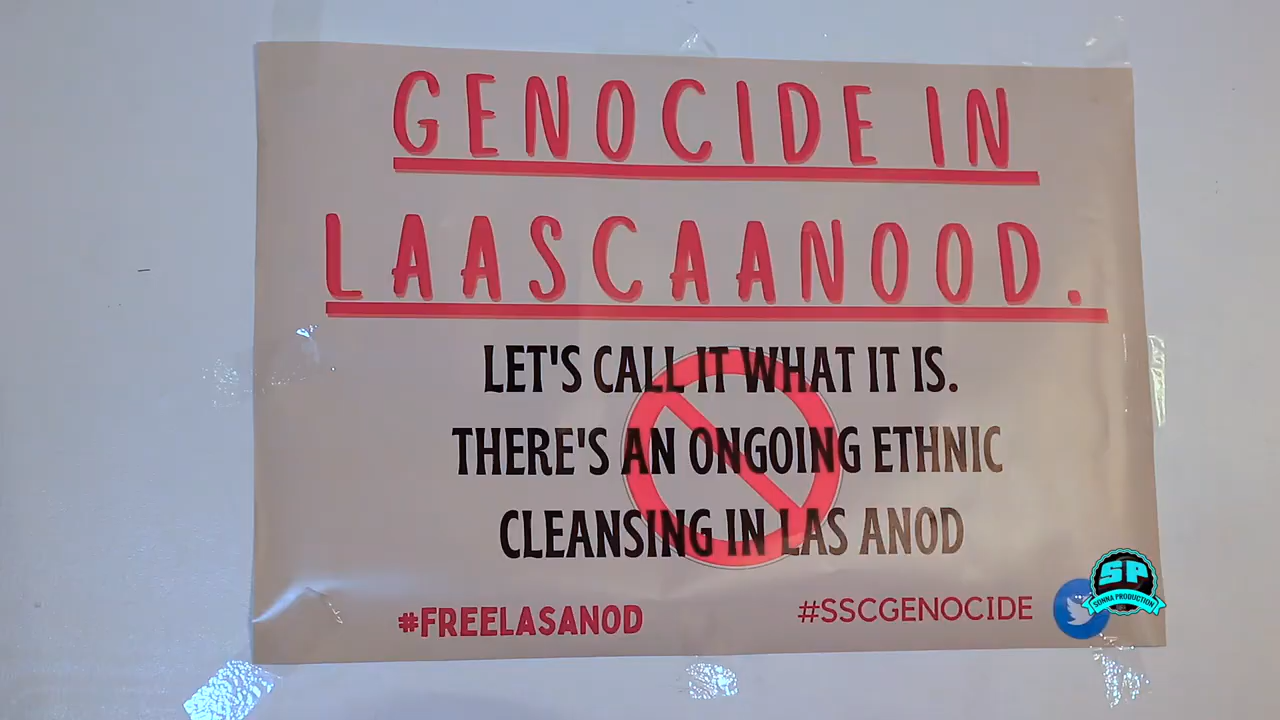 GENOCIDE IN
LAASCAANOOD.
LET'S CALL IT WHAT IT IS.
THERE'S AN ONGOING ETHNIC
CLEANSING IN LAS ANOD
#FREELASANOD
#SSCGENOCIDE
SP
SONNA PRODUCTION